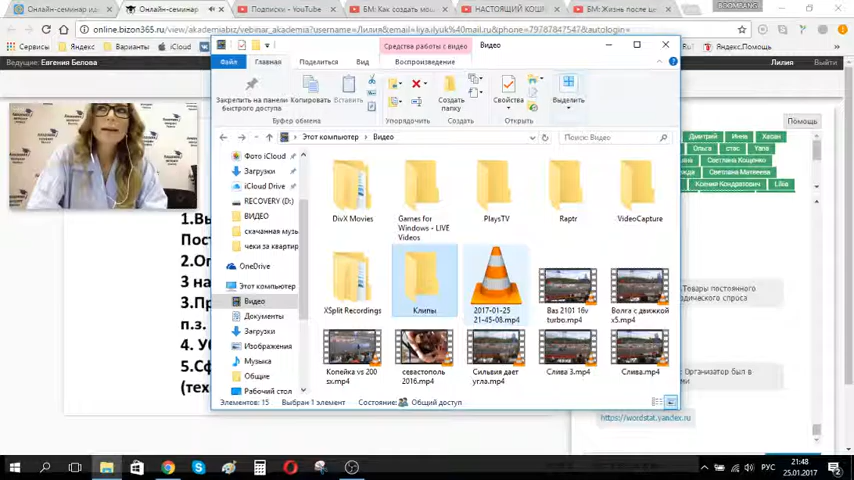 Онлайн-семинар ид
Онлайн-семинар
Подписки - YouTube
БМ: Как создать мо
НАСТОЯЩИЙ КОШ
БМ: Жизнь после це
BOOMBANG
online.bizon365.ru/view/akademiabiz/vebinar_akademia?username=Лилия&email=liya.ilyuk%40mail.ru&phone=79787847547&autologin=
Сервисы
Яндекс
Варианты
iCloud
Яндекс.Помощь
Ведущие: Евгения Белова
Лилия
Выйти
Средства работы с видео
Видео
Файл
Главная
Поделиться
Вид
Воспроизведение
Закрепить на панели быстрого доступа
Копировать
Вставить
Создать папку
Свойства
Выделить
Буфер обмена
Упорядочить
Создать
Открыть
Этот компьютер
Видео
Поиск: Видео
Фото iCloud
Загрузки
iCloud Drive
RECOVERY (D:)
ВИДЕО
скачанная музы
чеки за квартир
OneDrive
Этот компьютер
Видео
Документы
Загрузки
Изображения
Музыка
Общие
Рабочий стол
DivX Movies
Games for Windows - LIVE Videos
PlaysTV
Raptr
VideoCapture
XSplit Recordings
Клипы
2017-01-25 21-45-08.mp4
Ваз 2101 16v turbo.mp4
Волга с движкой x5.mp4
Копейка vs 200 sx.mp4
севастополь 2016.mp4
Сильвия дает угла.mp4
Слива 3.mp4
Слива.mp4
Элементов: 15
Выбран 1 элемент
Состояние:
Общий доступ
Помощь
Дмитрий
Инна
Хасан
Ольга
стас
Yana
Светлана Кощенко
Светлана Матвеева
Ксения Кондратович
Lika
Товары постоянного
Организатор был в
https://wordstat.yandex.ru
1.Вы
Пост
2.Оп
3 на
3.Пр
п.з.
4. Уб
5.Сф
(тех
РУС
21:48
25.01.2017